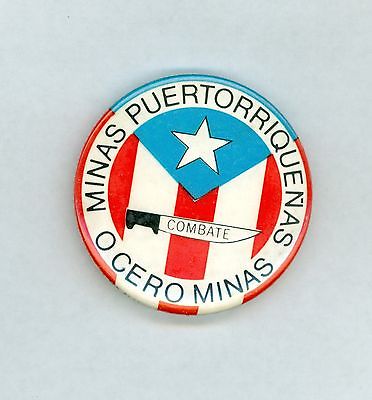 MINAS PUERTORRIQUEÑAS
COMBATE
O CERO MINAS